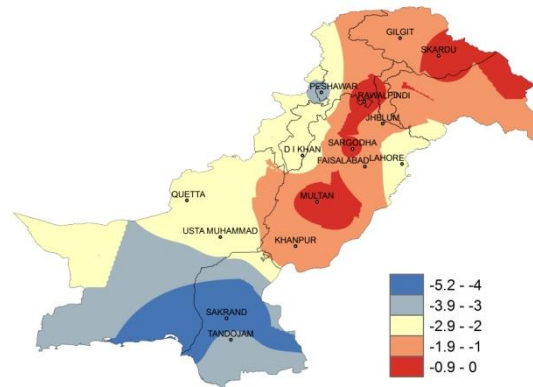 GILGIT
SKARDU
PESHAWAR
RAWALPINDI
JHELUM
SARGODHA
D I KHAN
FAISALABAD
LAHORE
QUETTA
MULTAN
USTA MUHAMMAD
KHANPUR
SAKRAND
TANDOJAM
-5.2 - -4
-3.9 - -3
-2.9 - -2
-1.9 - -1
-0.9 - 0